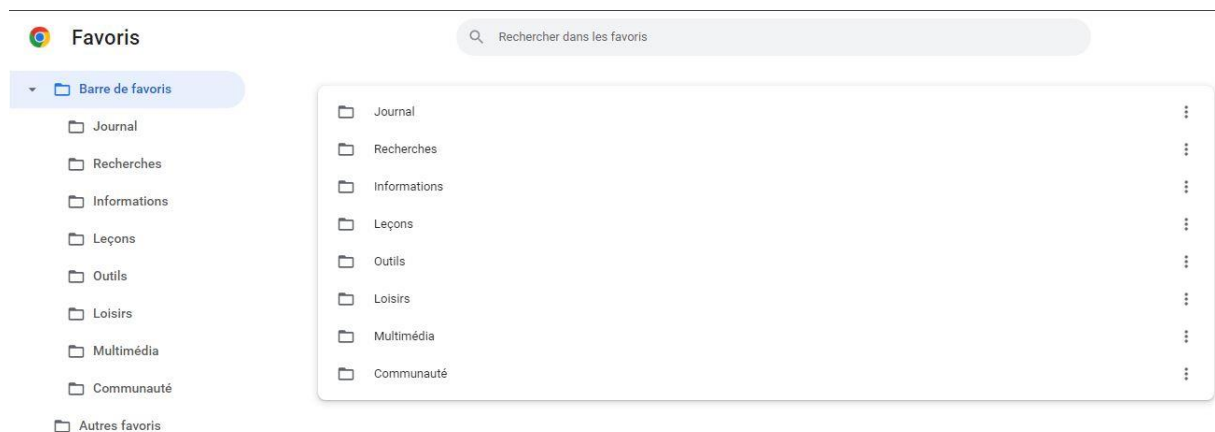 Favoris
Rechercher dans les favoris
Barre de favoris
Journal
Recherches
Informations
Leçons
Outils
Loisirs
Multimédia
Communauté
Autres favoris
Journal
Recherches
Informations
Leçons
Outils
Loisirs
Multimédia
Communauté